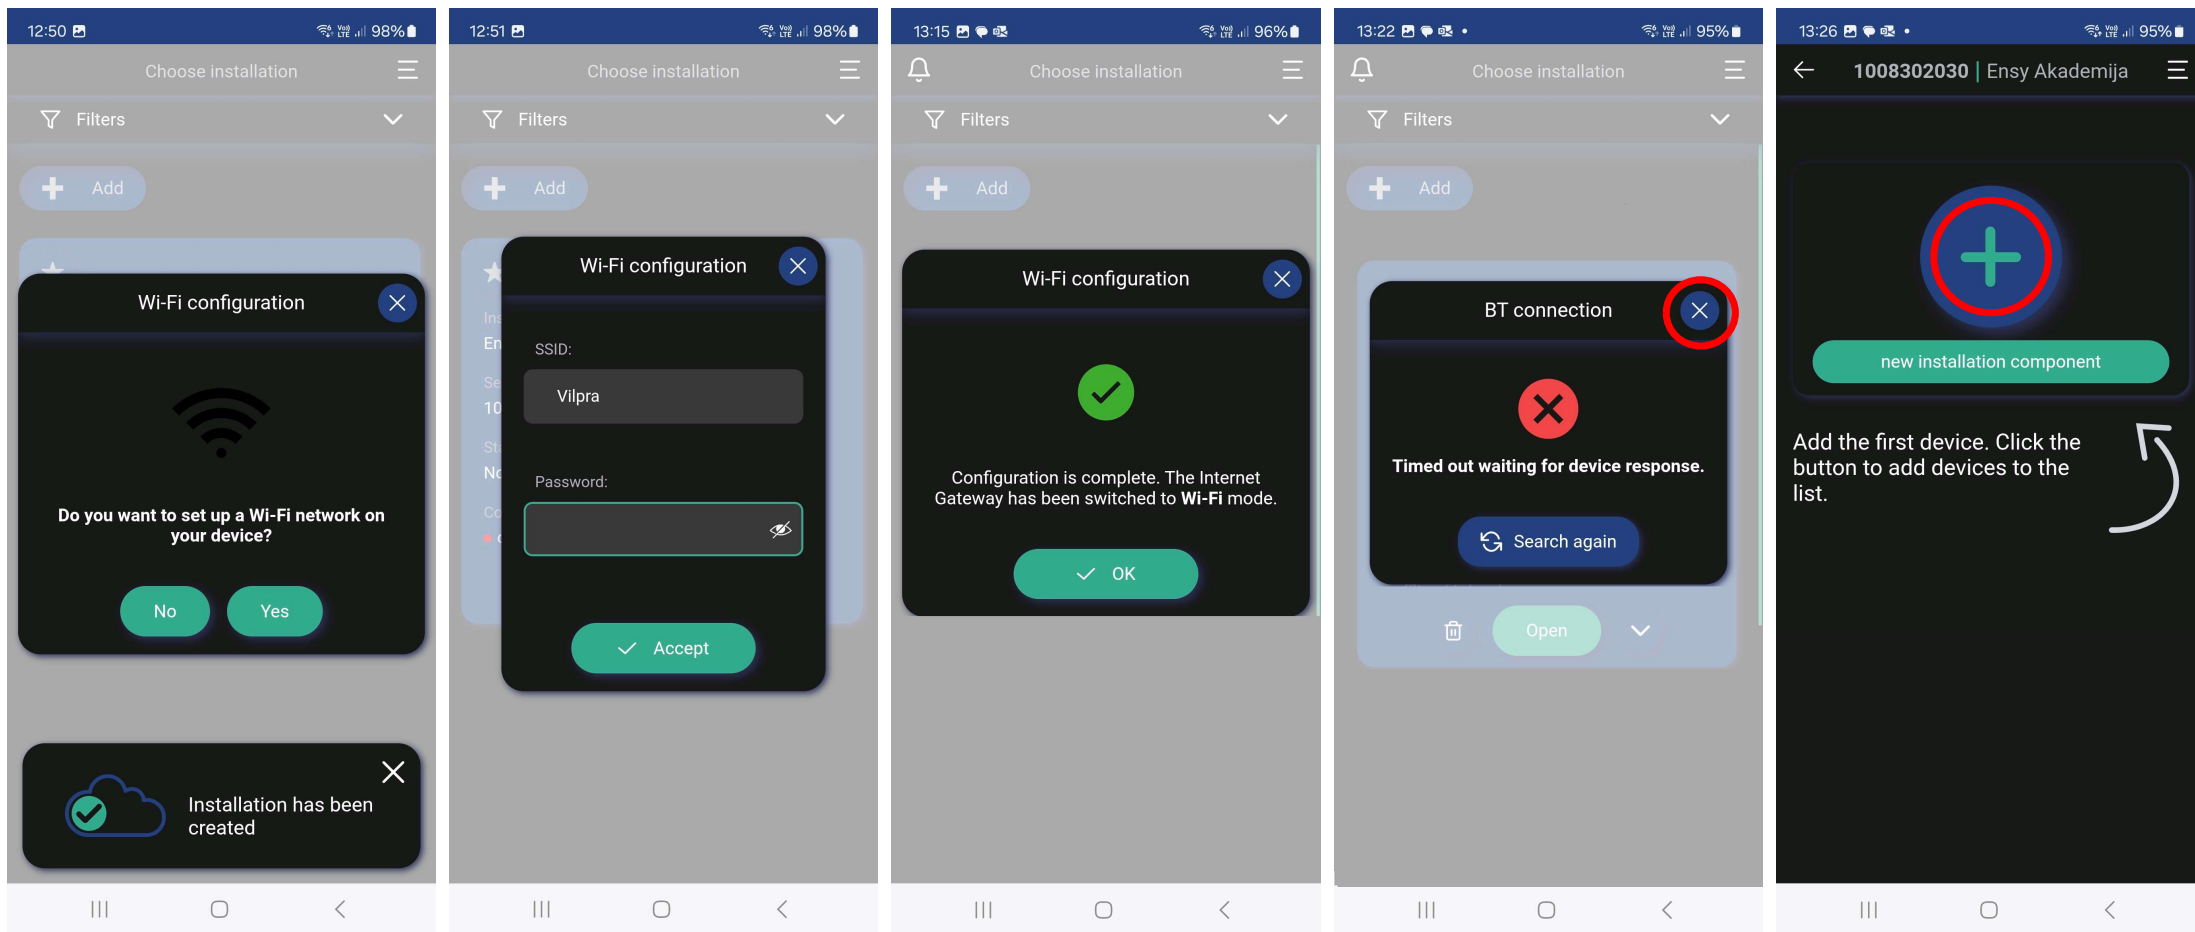 12:50
98%
Choose installation
Filters
Add
Wi-Fi configuration
Do you want to set up a Wi-Fi network on
your device?
No
Yes
Installation has been
created
12:51
98%
Choose installation
Filters
Add
Wi-Fi configuration
SSID:
Vilpra
Password:
Accept
13:15
96%
Choose installation
Filters
Add
Wi-Fi configuration
Configuration is complete. The Internet
Gateway has been switched to Wi-Fi mode.
OK
13:22
95%
Choose installation
Filters
Add
BT connection
Timed out waiting for device response.
Search again
Open
13:26
95%
1008302030 | Ensy Akademija
new installation component
Add the first device. Click the
button to add devices to the
list.